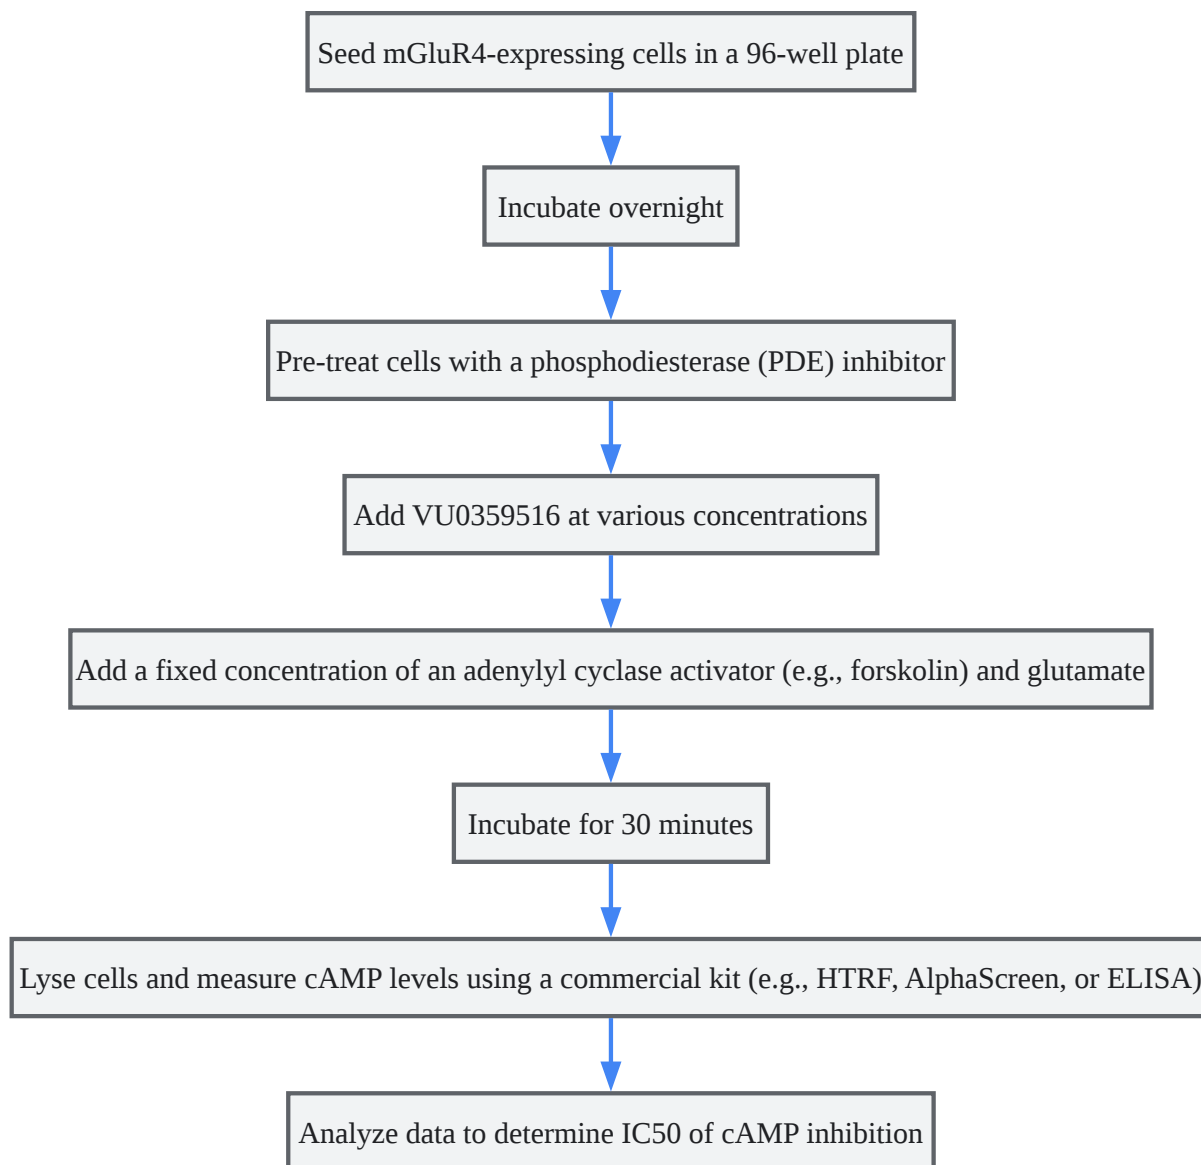 Seed mGluR4-expressing cells in a 96-well plate
Incubate overnight
Pre-treat cells with a phosphodiesterase (PDE) inhibitor
Add VU0359516 at various concentrations
Add a fixed concentration of an adenylyl cyclase activator (e.g., forskolin) and glutamate
Incubate for 30 minutes
Lyse cells and measure cAMP levels using a commercial kit (e.g., HTRF, AlphaScreen, or ELISA)
Analyze data to determine IC50 of cAMP inhibition